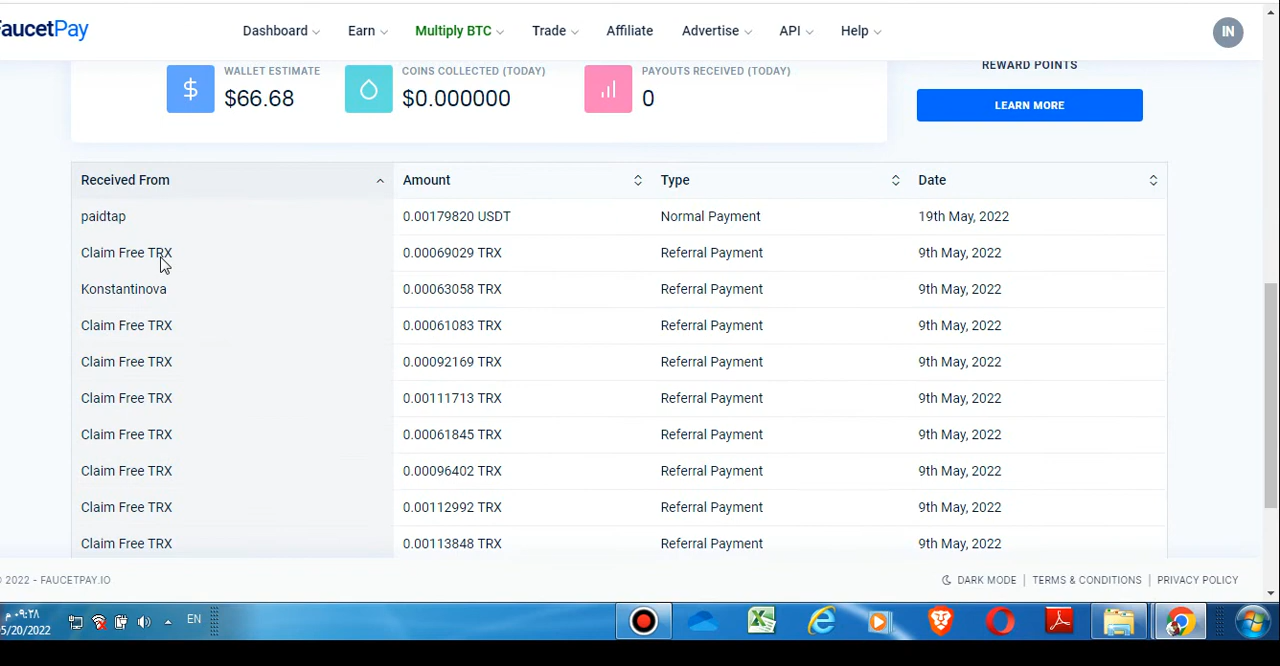 FaucetPay Dashboard Earn Multiply BTC Trade Affiliate Advertise API Help IN
WALLET ESTIMATE COINS COLLECTED (TODAY) PAYOUTS RECEIVED (TODAY) REWARD POINTS
$ $66.68 $0.000000 0 LEARN MORE
Received From Amount Type Date
paidtap 0.00179820 USDT Normal Payment 19th May, 2022
Claim Free TRX 0.00069029 TRX Referral Payment 9th May, 2022
Konstantinova 0.00063058 TRX Referral Payment 9th May, 2022
Claim Free TRX 0.00061083 TRX Referral Payment 9th May, 2022
Claim Free TRX 0.00092169 TRX Referral Payment 9th May, 2022
Claim Free TRX 0.00111713 TRX Referral Payment 9th May, 2022
Claim Free TRX 0.00061845 TRX Referral Payment 9th May, 2022
Claim Free TRX 0.00096402 TRX Referral Payment 9th May, 2022
Claim Free TRX 0.00112992 TRX Referral Payment 9th May, 2022
Claim Free TRX 0.00113848 TRX Referral Payment 9th May, 2022
© 2022 - FAUCETPAY.IO DARK MODE | TERMS & CONDITIONS | PRIVACY POLICY
٠٩:٢٨ م
5/20/2022 EN